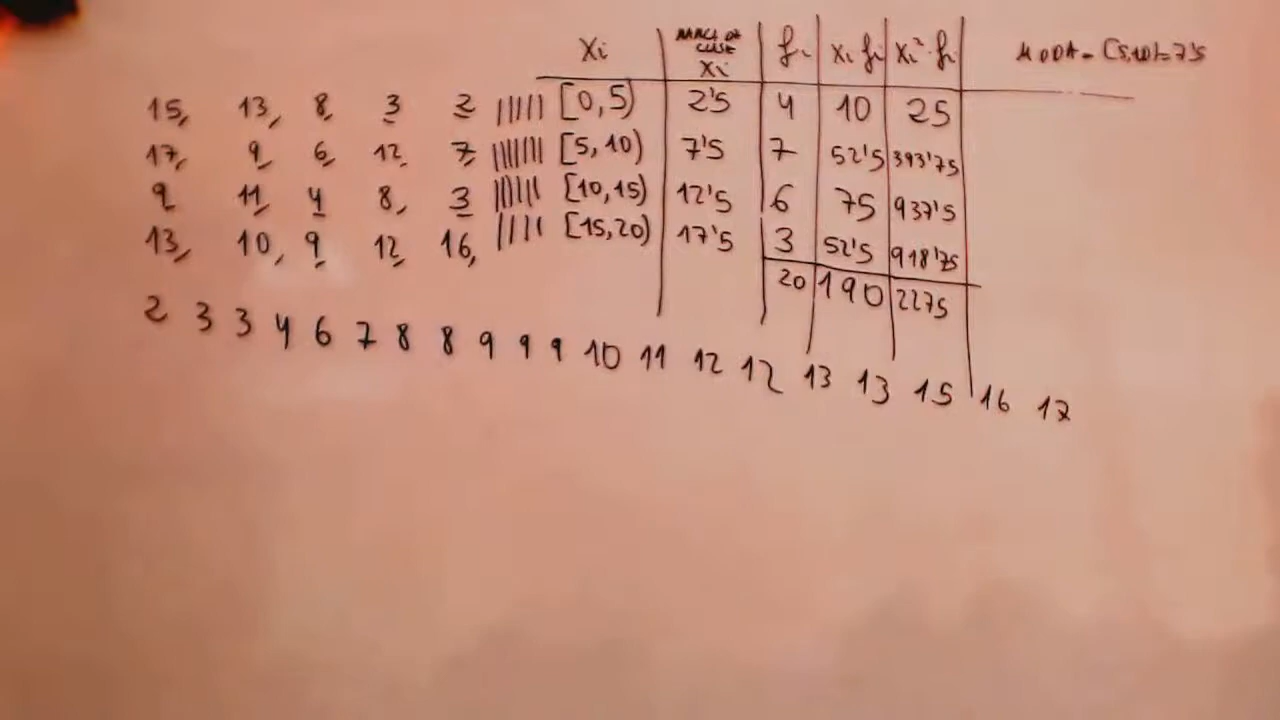 Xi MARCA DE CLASE Xi fi Xi fi Xi²·fi MODA = [5,10) = 7'5
15, 13, 8, 3 2 [0,5) 2'5 4 10 25
17, 9 6, 12 7, [5,10) 7'5 7 52'5 393'75
9 11, 4 8, 3 [10,15) 12'5 6 75 937'5
13, 10, 9 12 16, [15,20) 17'5 3 52'5 918'75
20 190 2275
2 3 3 4 6 7 8 8 9 9 9 10 11 12 12 13 13 15 16 17